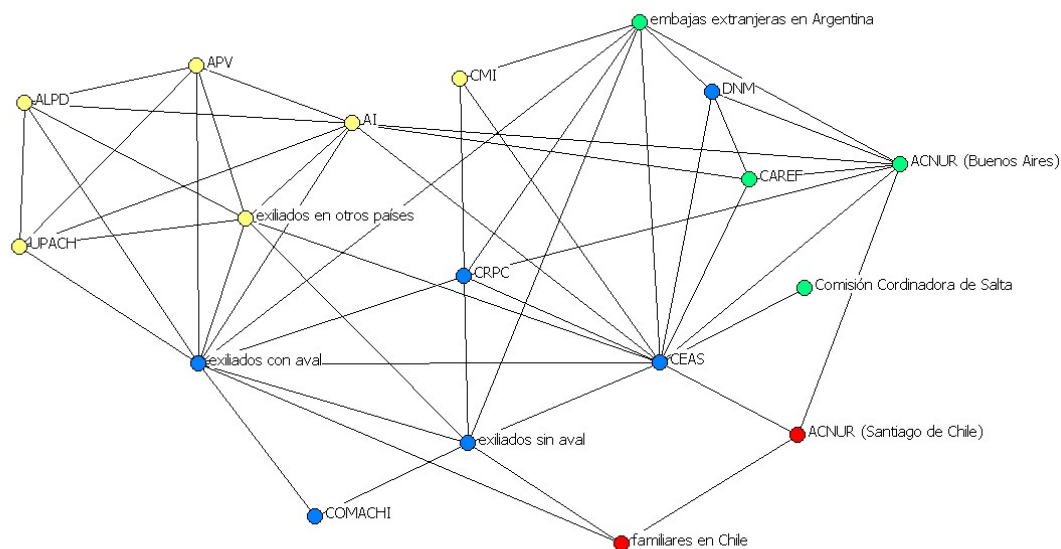 embajas extranjeras en Argentina
APV
CMI
DNM
ALPD
AI
ACNUR (Buenos Aires)
CAREF
exiliados en otros países
UPACH
CRPC
Comisión Cordinadora de Salta
exiliados con aval
CEAS
ACNUR (Santiago de Chile)
exiliados sin aval
COMACHI
familiares en Chile